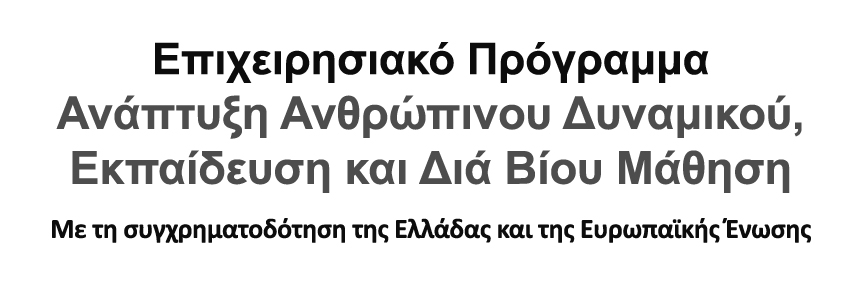 Επιχειρησιακό Πρόγραμμα
Ανάπτυξη Ανθρώπινου Δυναμικού,
Εκπαίδευση και Διά Βίου Μάθηση
Με τη συγχρηματοδότηση της Ελλάδας και της Ευρωπαϊκής Ένωσης